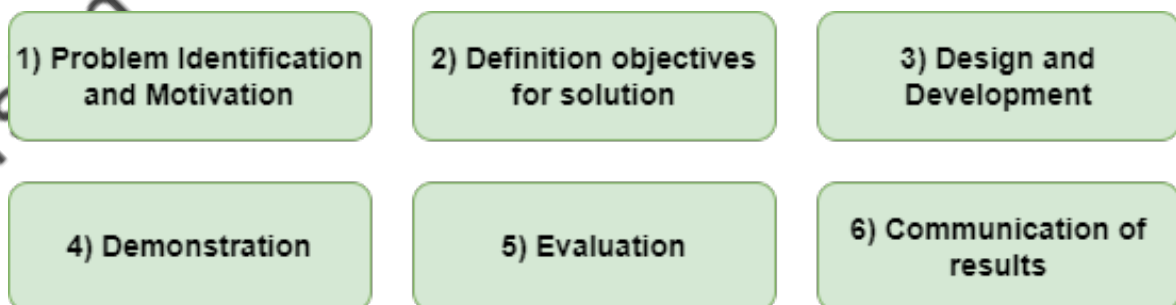 1) Problem Identification
and Motivation
2) Definition objectives
for solution
3) Design and
Development
4) Demonstration
5) Evaluation
6) Communication of
results